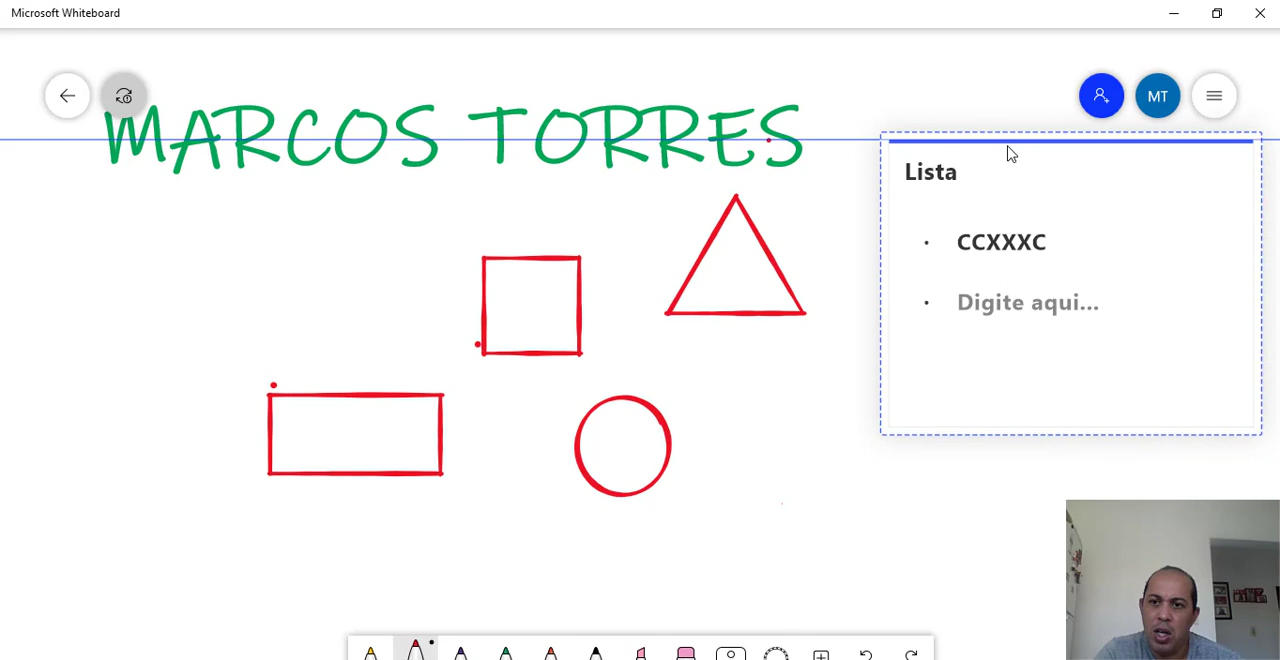 Microsoft Whiteboard
MARCOS TORRES
MT
Lista
• CCXXXC
• Digite aqui...